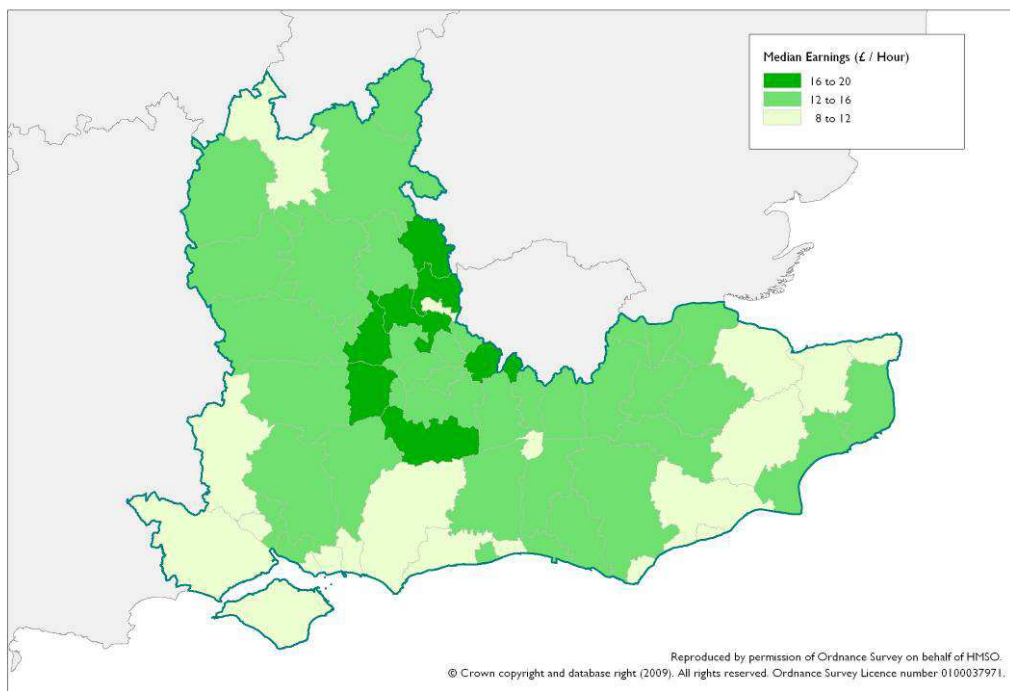 Median Earnings (£ / Hour)
16 to 20
12 to 16
8 to 12
Reproduced by permission of Ordnance Survey on behalf of HMSO.
© Crown copyright and database right (2009). All rights reserved. Ordnance Survey Licence number 0100037971.